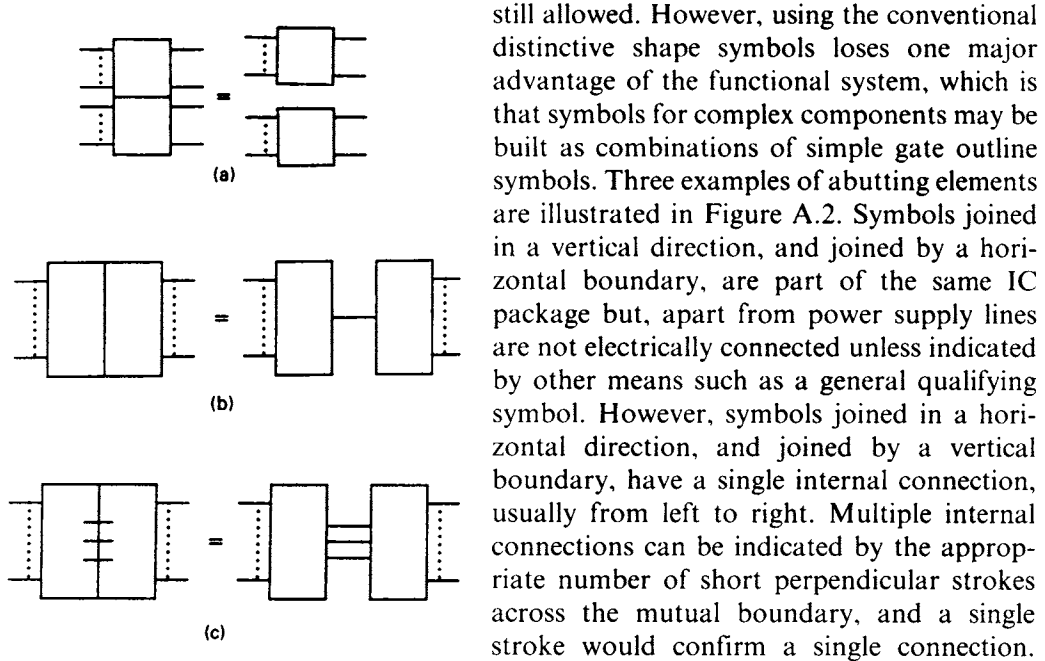 (a)
(b)
(c)
still allowed. However, using the conventional
distinctive shape symbols loses one major
advantage of the functional system, which is
that symbols for complex components may be
built as combinations of simple gate outline
symbols. Three examples of abutting elements
are illustrated in Figure A.2. Symbols joined
in a vertical direction, and joined by a hori-
zontal boundary, are part of the same IC
package but, apart from power supply lines
are not electrically connected unless indicated
by other means such as a general qualifying
symbol. However, symbols joined in a hori-
zontal direction, and joined by a vertical
boundary, have a single internal connection,
usually from left to right. Multiple internal
connections can be indicated by the approp-
riate number of short perpendicular strokes
across the mutual boundary, and a single
stroke would confirm a single connection.